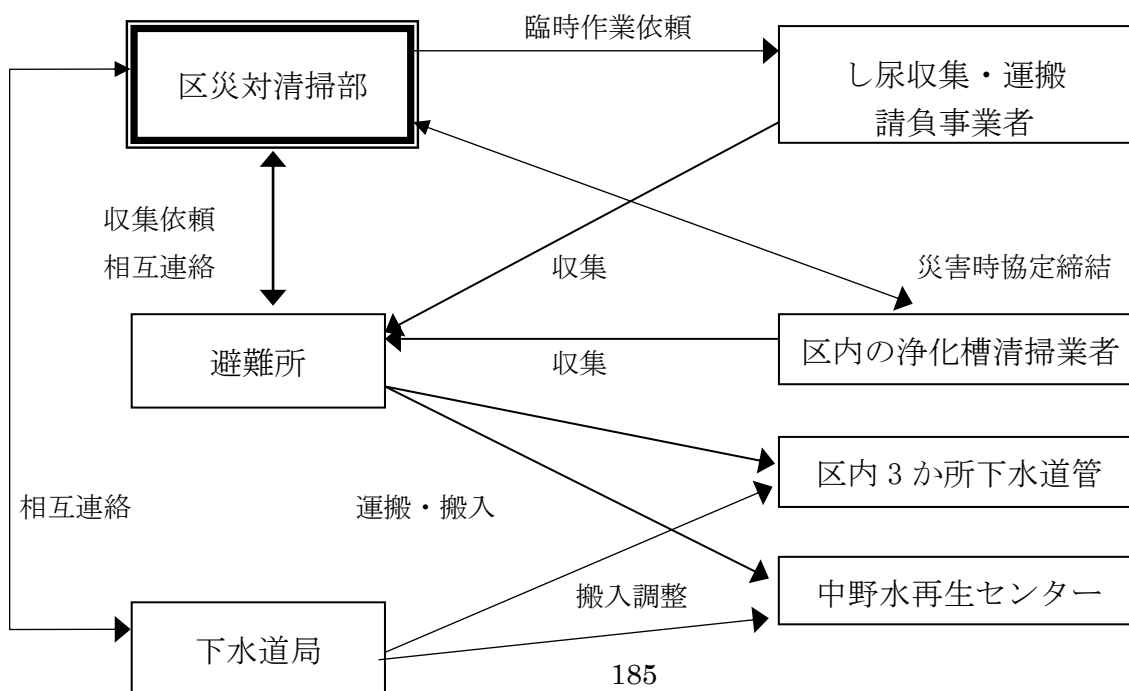 臨時作業依頼
区災対清掃部
し尿収集・運搬
請負事業者
収集依頼
相互連絡
収集
災害時協定締結
避難所
収集
区内の浄化槽清掃業者
区内3か所下水道管
相互連絡
運搬・搬入
搬入調整
中野水再生センター
下水道局
185